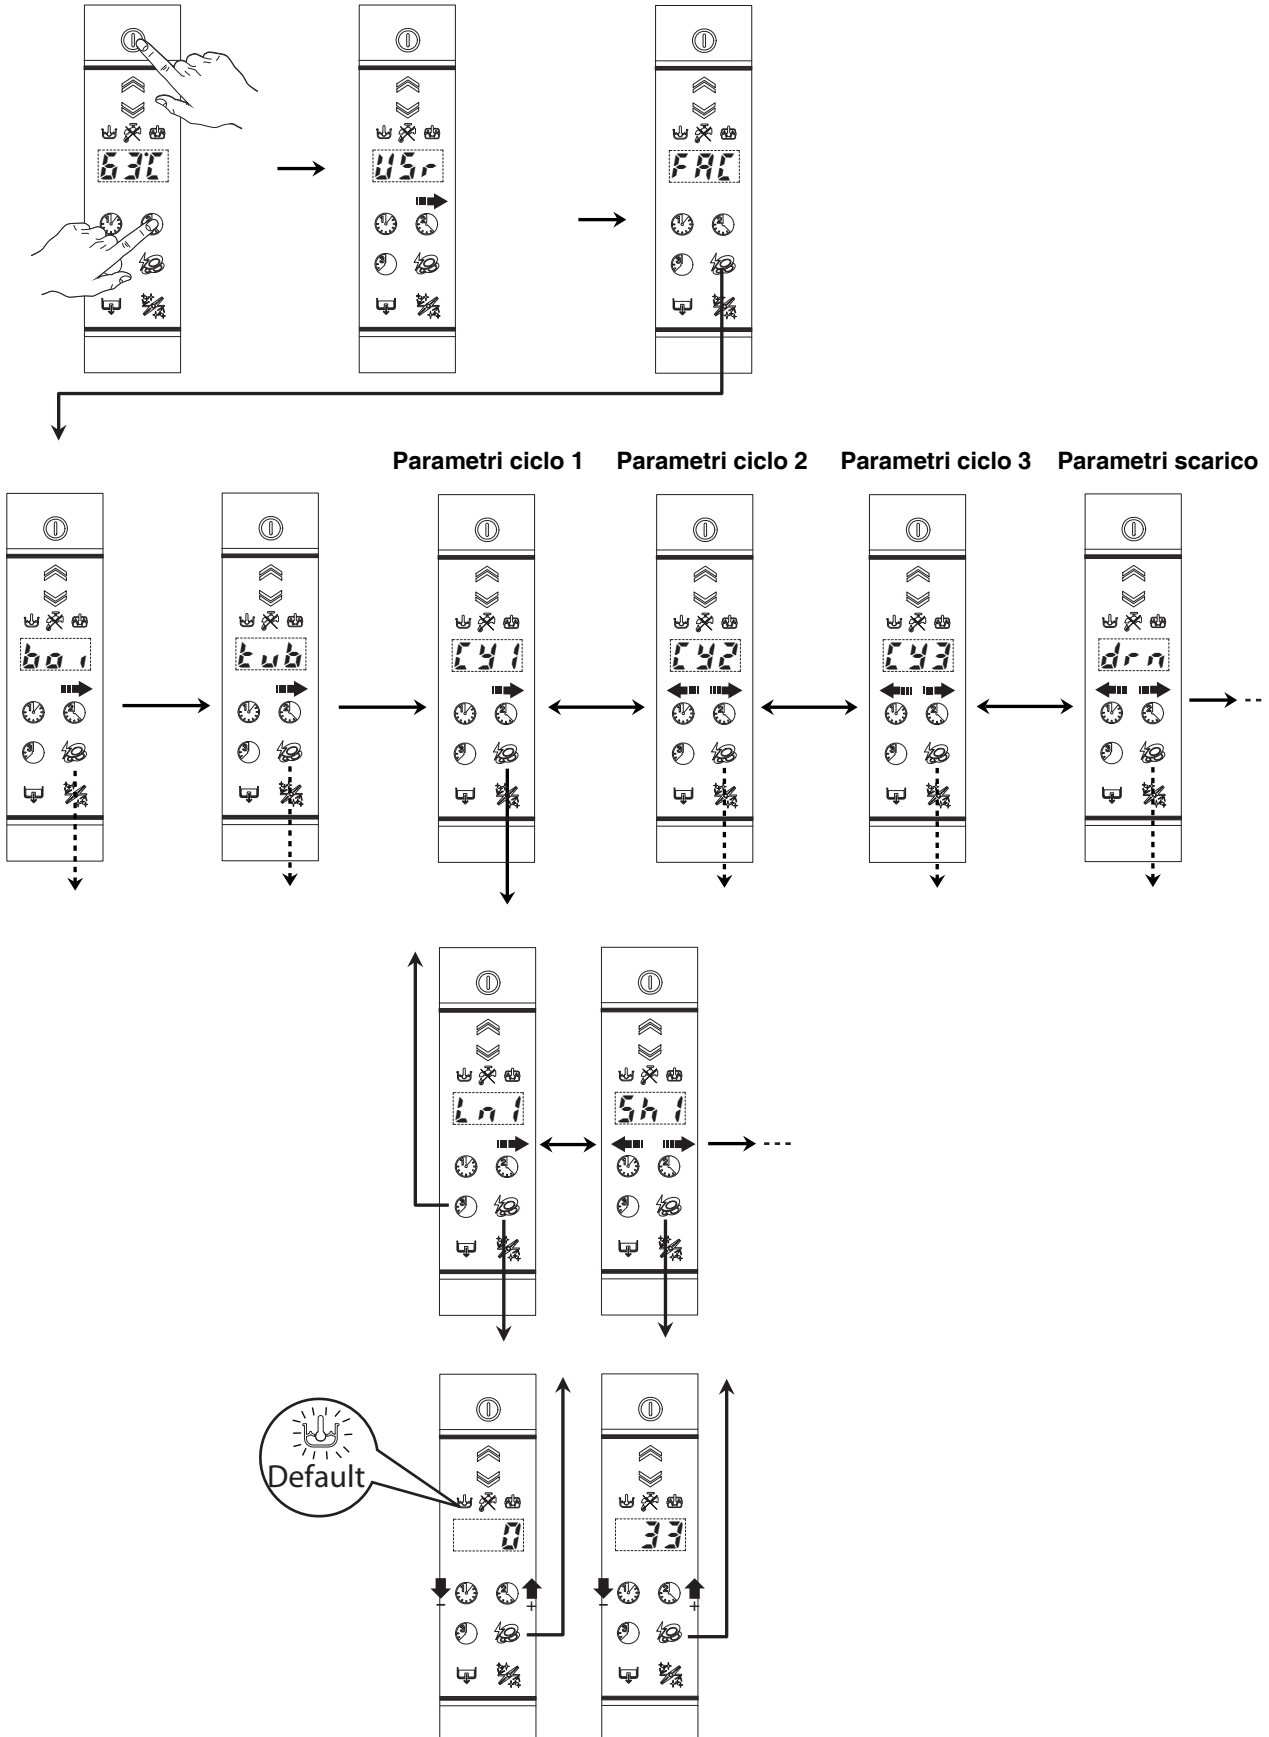 63°C
USr
FAC
Parametri ciclo 1 Parametri ciclo 2 Parametri ciclo 3 Parametri scarico
boi
tub
CY1
CY2
CY3
drn
Ln1
Sh1
Default
0
33
- +
- +